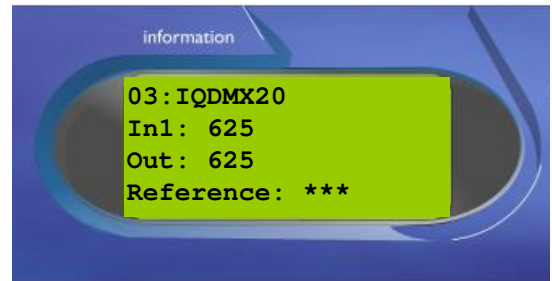 information
03:IQDMX20
In1: 625
Out: 625
Reference: ***